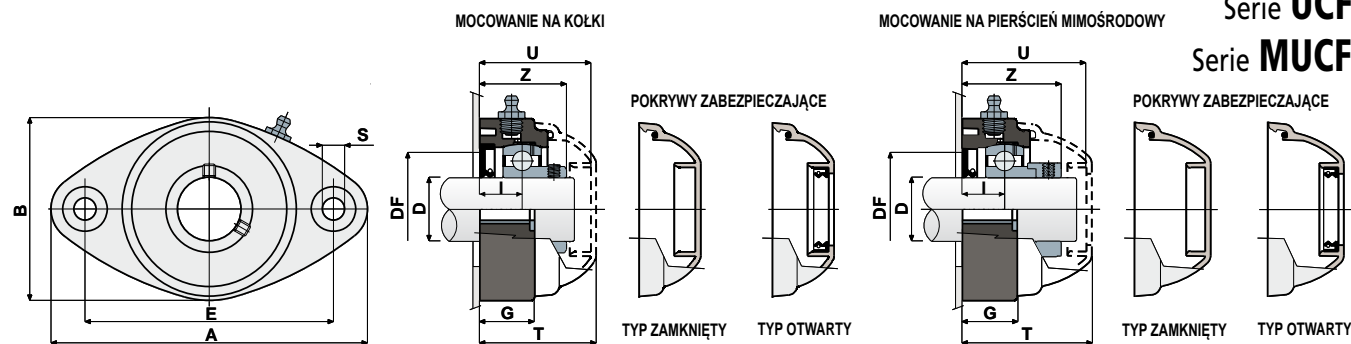 Serie UCF
Serie MUCF
MOCOWANIE NA KOŁKI
MOCOWANIE NA PIERŚCIEŃ MIMOŚRODOWY
POKRYWY ZABEZPIECZAJĄCE
POKRYWY ZABEZPIECZAJĄCE
S
B
E
A
U
Z
DF
D
I
G
T
TYP ZAMKNIĘTY
TYP OTWARTY
U
Z
DF
D
I
G
T
TYP ZAMKNIĘTY
TYP OTWARTY